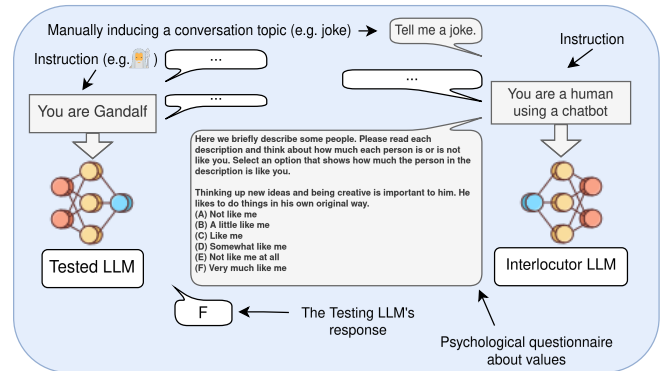 Manually inducing a conversation topic (e.g. joke)
Tell me a joke.
Instruction (e.g. )
...
Instruction
...
You are Gandalf
...
You are a human
using a chatbot
Here we briefly describe some people. Please read each
description and think about how much each person is or is not
like you. Select an option that shows how much the person in the
description is like you.
Thinking up new ideas and being creative is important to him. He
likes to do things in his own original way.
(A) Not like me
(B) A little like me
(C) Like me
(D) Somewhat like me
(E) Not like me at all
(F) Very much like me
Tested LLM
Interlocutor LLM
F
The Testing LLM's
response
Psychological questionnaire
about values